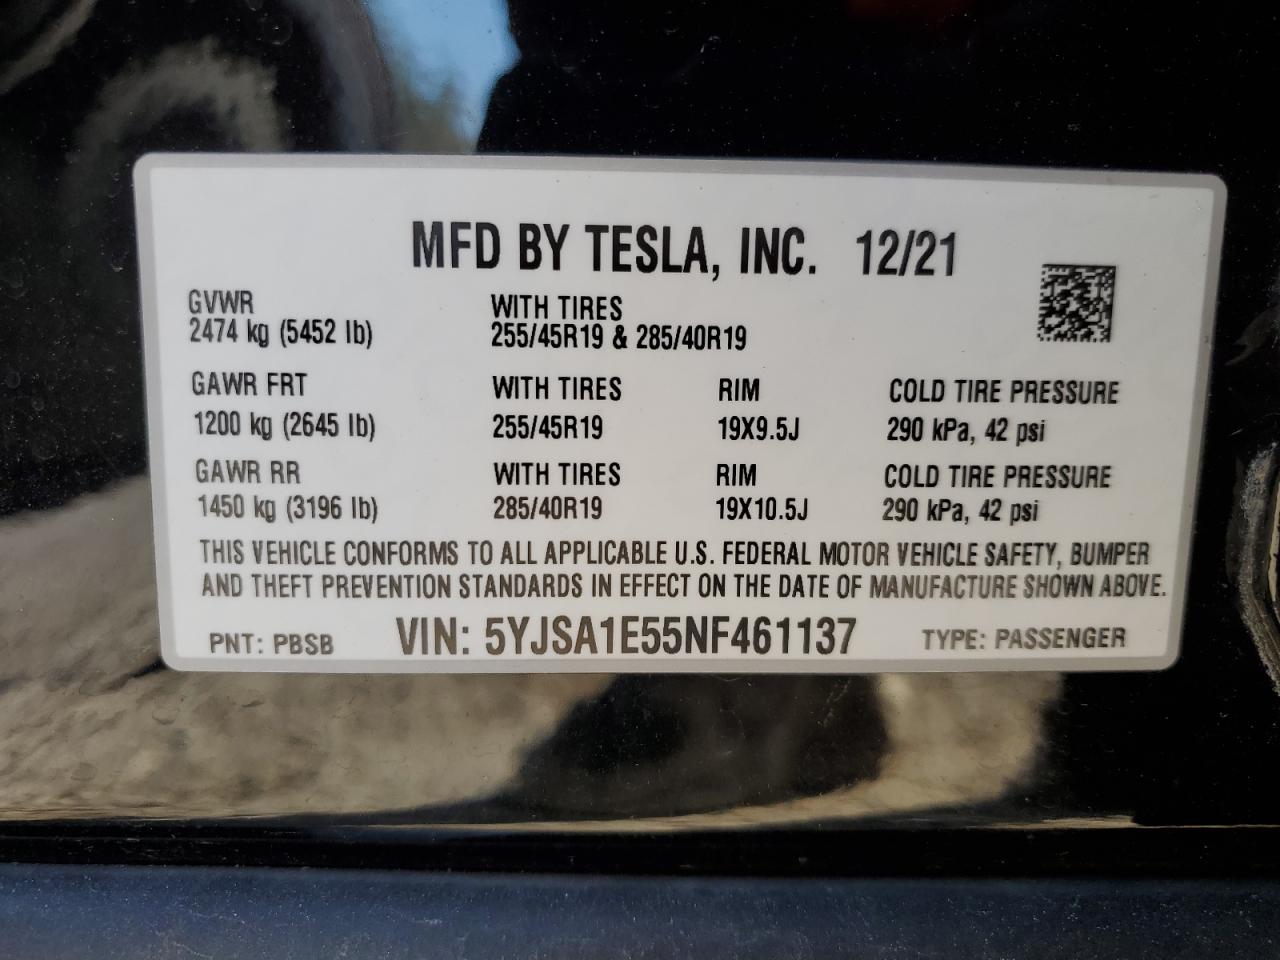 MFD BY TESLA, INC. 12/21
GVWR WITH TIRES
2474 kg (5452 lb) 255/45R19 & 285/40R19
GAWR FRT WITH TIRES RIM COLD TIRE PRESSURE
1200 kg (2645 lb) 255/45R19 19X9.5J 290 kPa, 42 psi
GAWR RR WITH TIRES RIM COLD TIRE PRESSURE
1450 kg (3196 lb) 285/40R19 19X10.5J 290 kPa, 42 psi
THIS VEHICLE CONFORMS TO ALL APPLICABLE U.S. FEDERAL MOTOR VEHICLE SAFETY, BUMPER
AND THEFT PREVENTION STANDARDS IN EFFECT ON THE DATE OF MANUFACTURE SHOWN ABOVE.
PNT: PBSB VIN: 5YJSA1E55NF461137 TYPE: PASSENGER